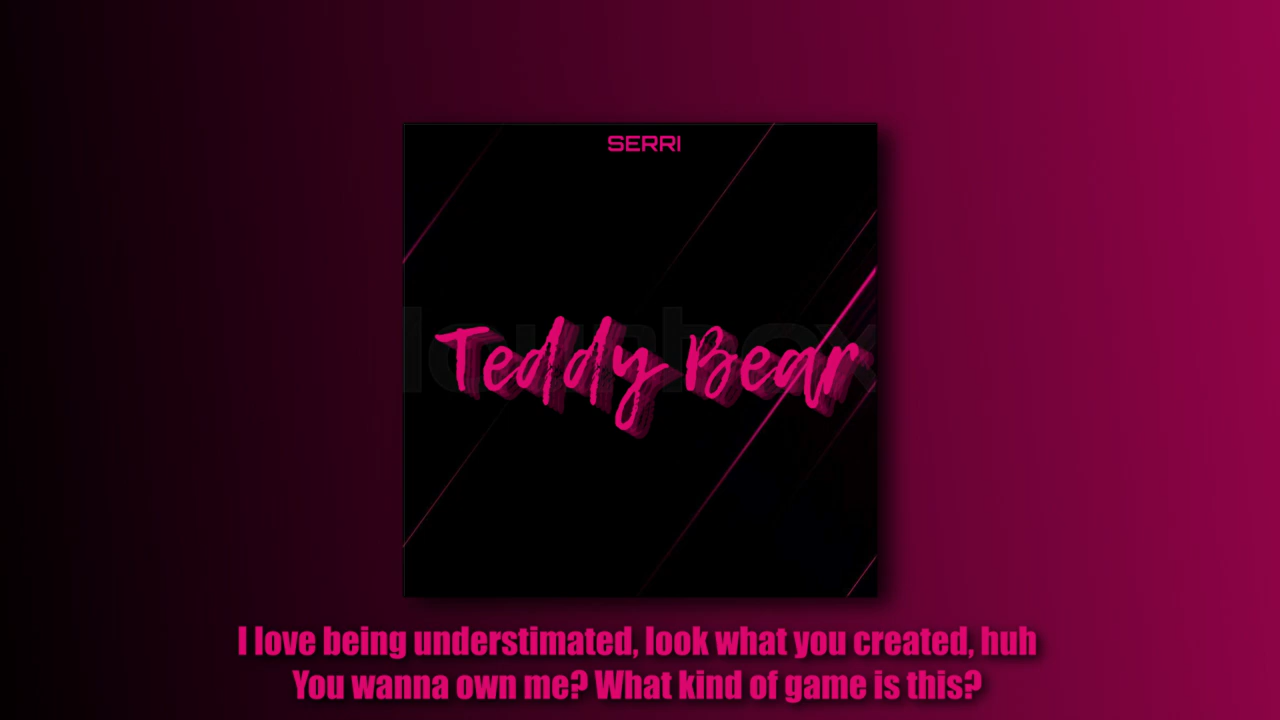 SERRI
Teddy Bear
I love being understimated, look what you created, huh
You wanna own me? What kind of game is this?